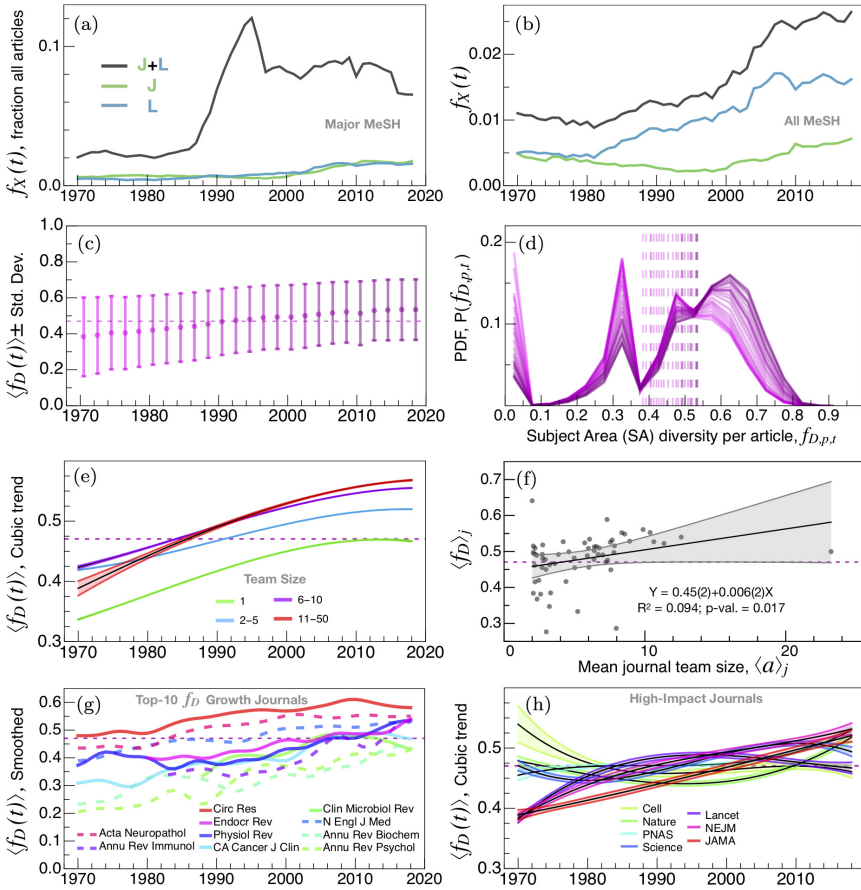 (a)
f_X(t), fraction all articles
0.1
0.0
J+L
J
L
Major MeSH
1970 1980 1990 2000 2010 2020
(b)
f_X(t)
0.02
0.01
0.00
All MeSH
1970 1980 1990 2000 2010
(c)
⟨f_D(t)⟩± Std. Dev.
1.0
0.8
0.6
0.4
0.2
0.0
1970 1980 1990 2000 2010 2020
(d)
PDF, P(f_{D,p,t})
0.2
0.1
0.0 0.1 0.2 0.3 0.4 0.5 0.6 0.7 0.8 0.9
Subject Area (SA) diversity per article, f_{D,p,t}
(e)
⟨f_D(t)⟩, Cubic trend
0.5
0.4
0.3
Team Size
1 6-10
2-5 11-50
1970 1980 1990 2000 2010 2020
(f)
⟨f_D⟩_j
0.7
0.6
0.5
0.4
0.3
Y = 0.45(2)+0.006(2)X
R² = 0.094; p-val. = 0.017
0 5 10 15 20
Mean journal team size, ⟨a⟩_j
(g)
Top-10 f_D Growth Journals
⟨f_D(t)⟩, Smoothed
0.6
0.5
0.4
0.3
0.2
0.1
0.0
Circ Res Clin Microbiol Rev
Endocr Rev N Engl J Med
Acta Neuropathol Physiol Rev Annu Rev Biochem
Annu Rev Immunol CA Cancer J Clin Annu Rev Psychol
1970 1980 1990 2000 2010 2020
(h)
High-Impact Journals
⟨f_D(t)⟩, Cubic trend
0.5
0.4
0.3
Cell Lancet
Nature NEJM
PNAS JAMA
Science
1970 1980 1990 2000 2010 2020